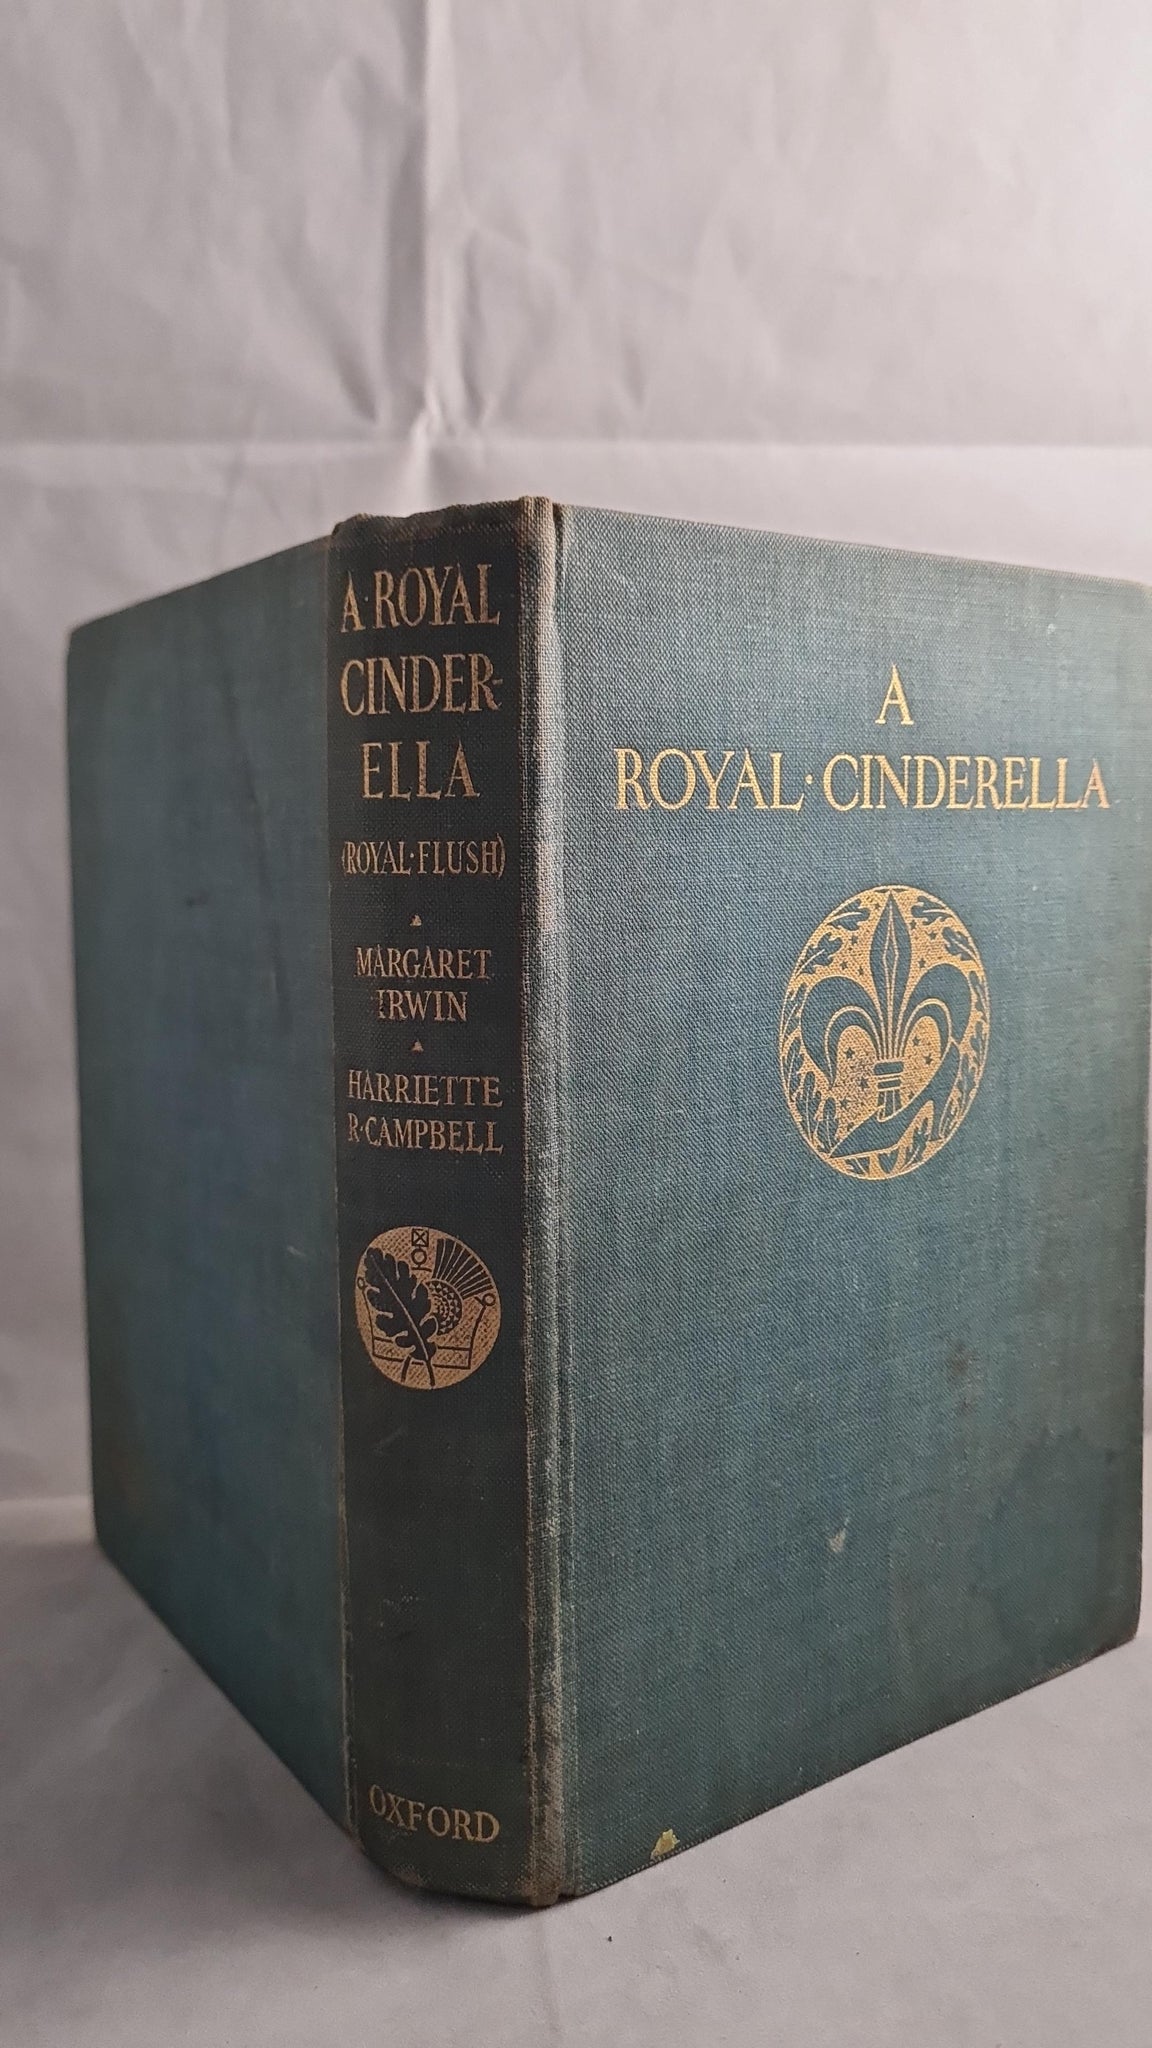 A·ROYAL
CINDER-
ELLA
(ROYAL·FLUSH)
MARGARET
IRWIN
HARRIETTE
R·CAMPBELL
OXFORD
A
ROYAL·CINDERELLA